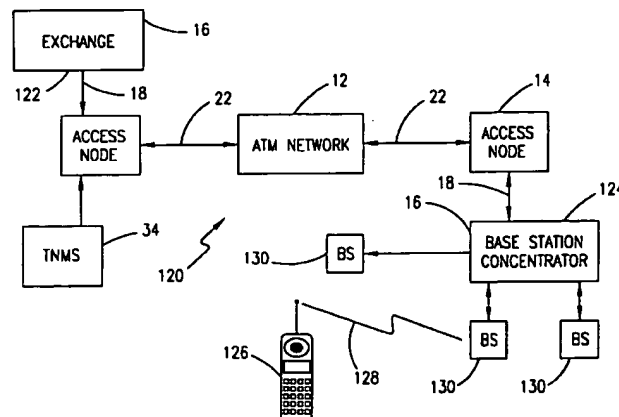 EXCHANGE
16
122
18
22
12
22
14
ACCESS
NODE
ATM NETWORK
ACCESS
NODE
18
124
16
TNMS
34
120
130
BS
BASE STATION
CONCENTRATOR
126
128
BS
BS
130
130